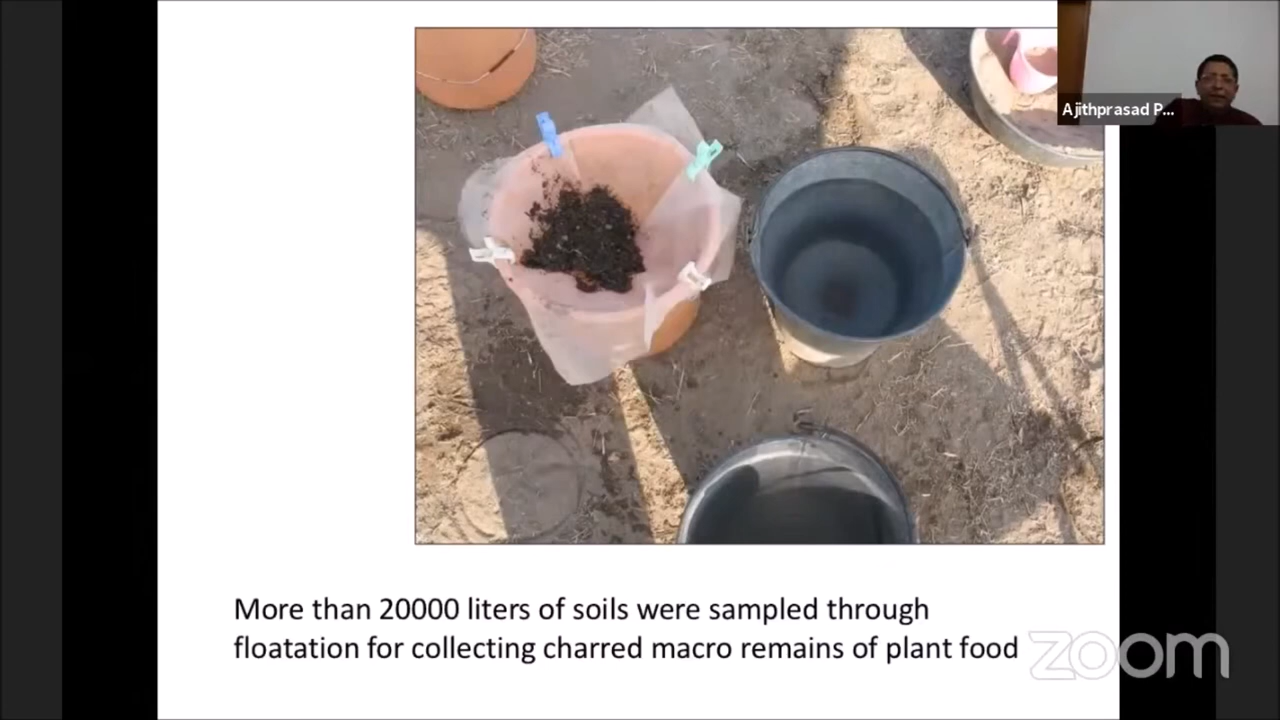 Ajithprasad P...
More than 20000 liters of soils were sampled through
floatation for collecting charred macro remains of plant food
zoom